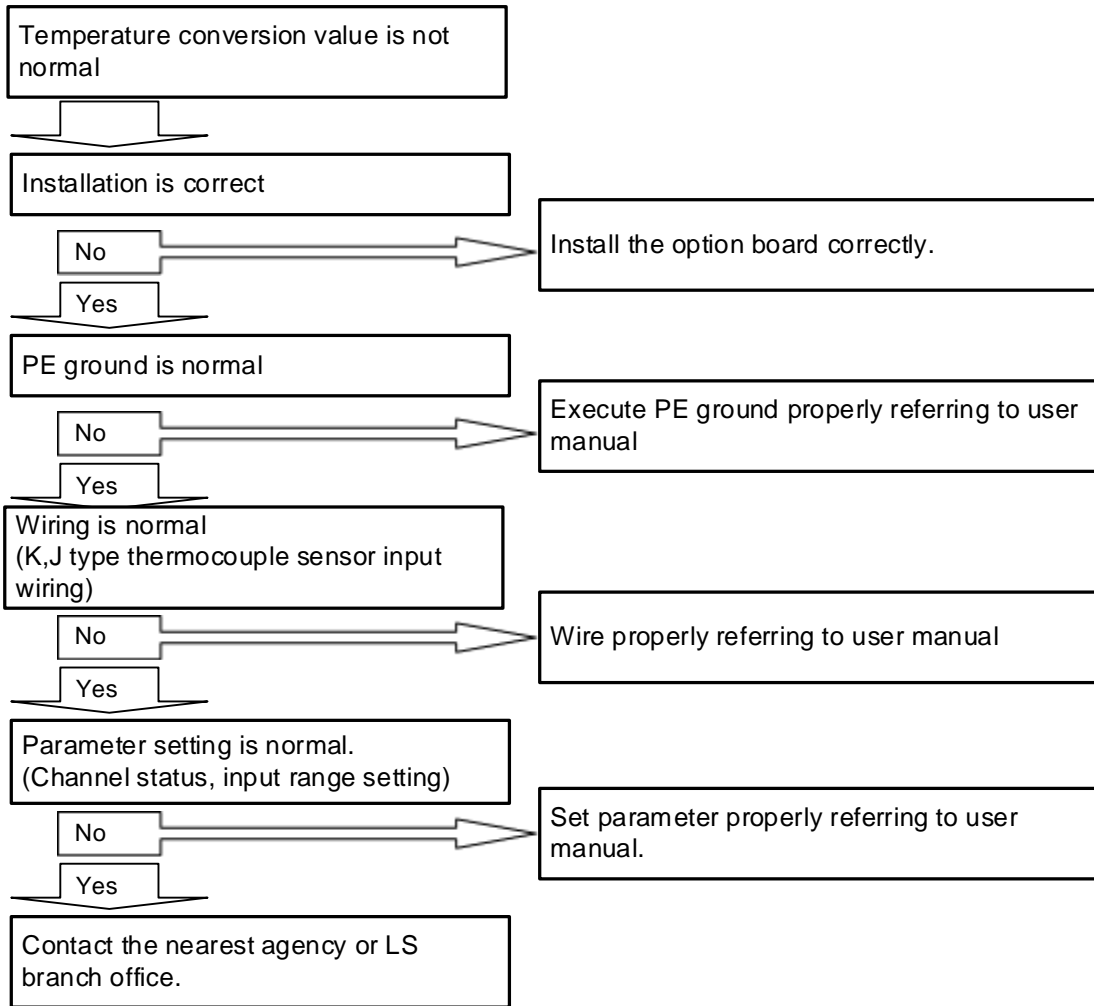 Temperature conversion value is not
normal
Installation is correct
No
Install the option board correctly.
Yes
PE ground is normal
No
Execute PE ground properly referring to user
manual
Yes
Wiring is normal
(K,J type thermocouple sensor input
wiring)
No
Wire properly referring to user manual
Yes
Parameter setting is normal.
(Channel status, input range setting)
No
Set parameter properly referring to user
manual.
Yes
Contact the nearest agency or LS
branch office.